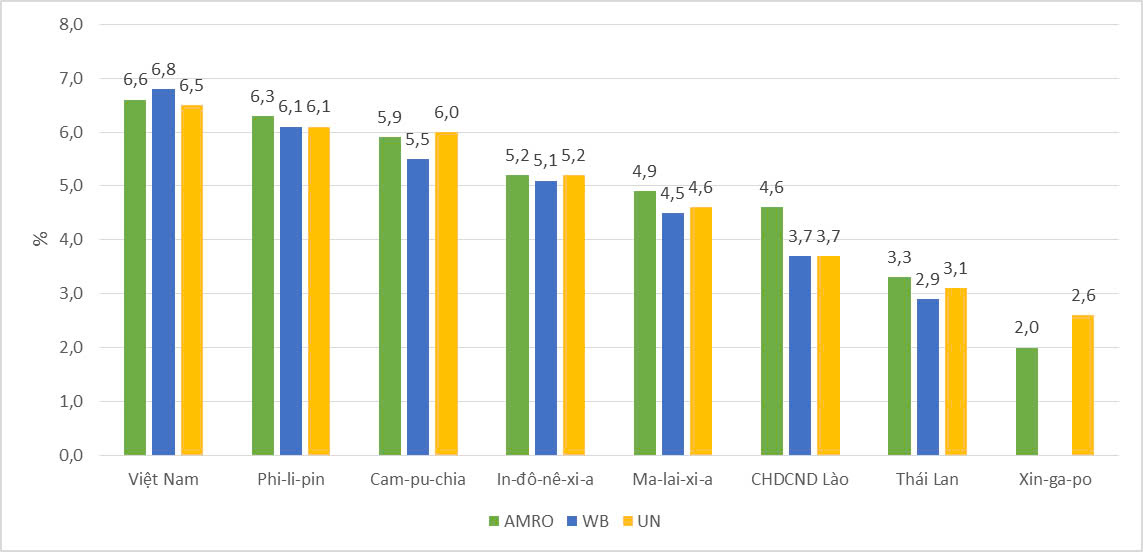 8,0
7,0
6,0
5,0
4,0
3,0
2,0
1,0
0,0
%
6,6 6,8 6,5
6,3 6,1 6,1
5,9 5,5 6,0
5,2 5,1 5,2
4,9 4,5 4,6
4,6 3,7 3,7
3,3 2,9 3,1
2,0 2,6
Việt Nam Phi-li-pin Cam-pu-chia In-đô-nê-xi-a Ma-lai-xi-a CHDCND Lào Thái Lan Xin-ga-po
AMRO WB UN